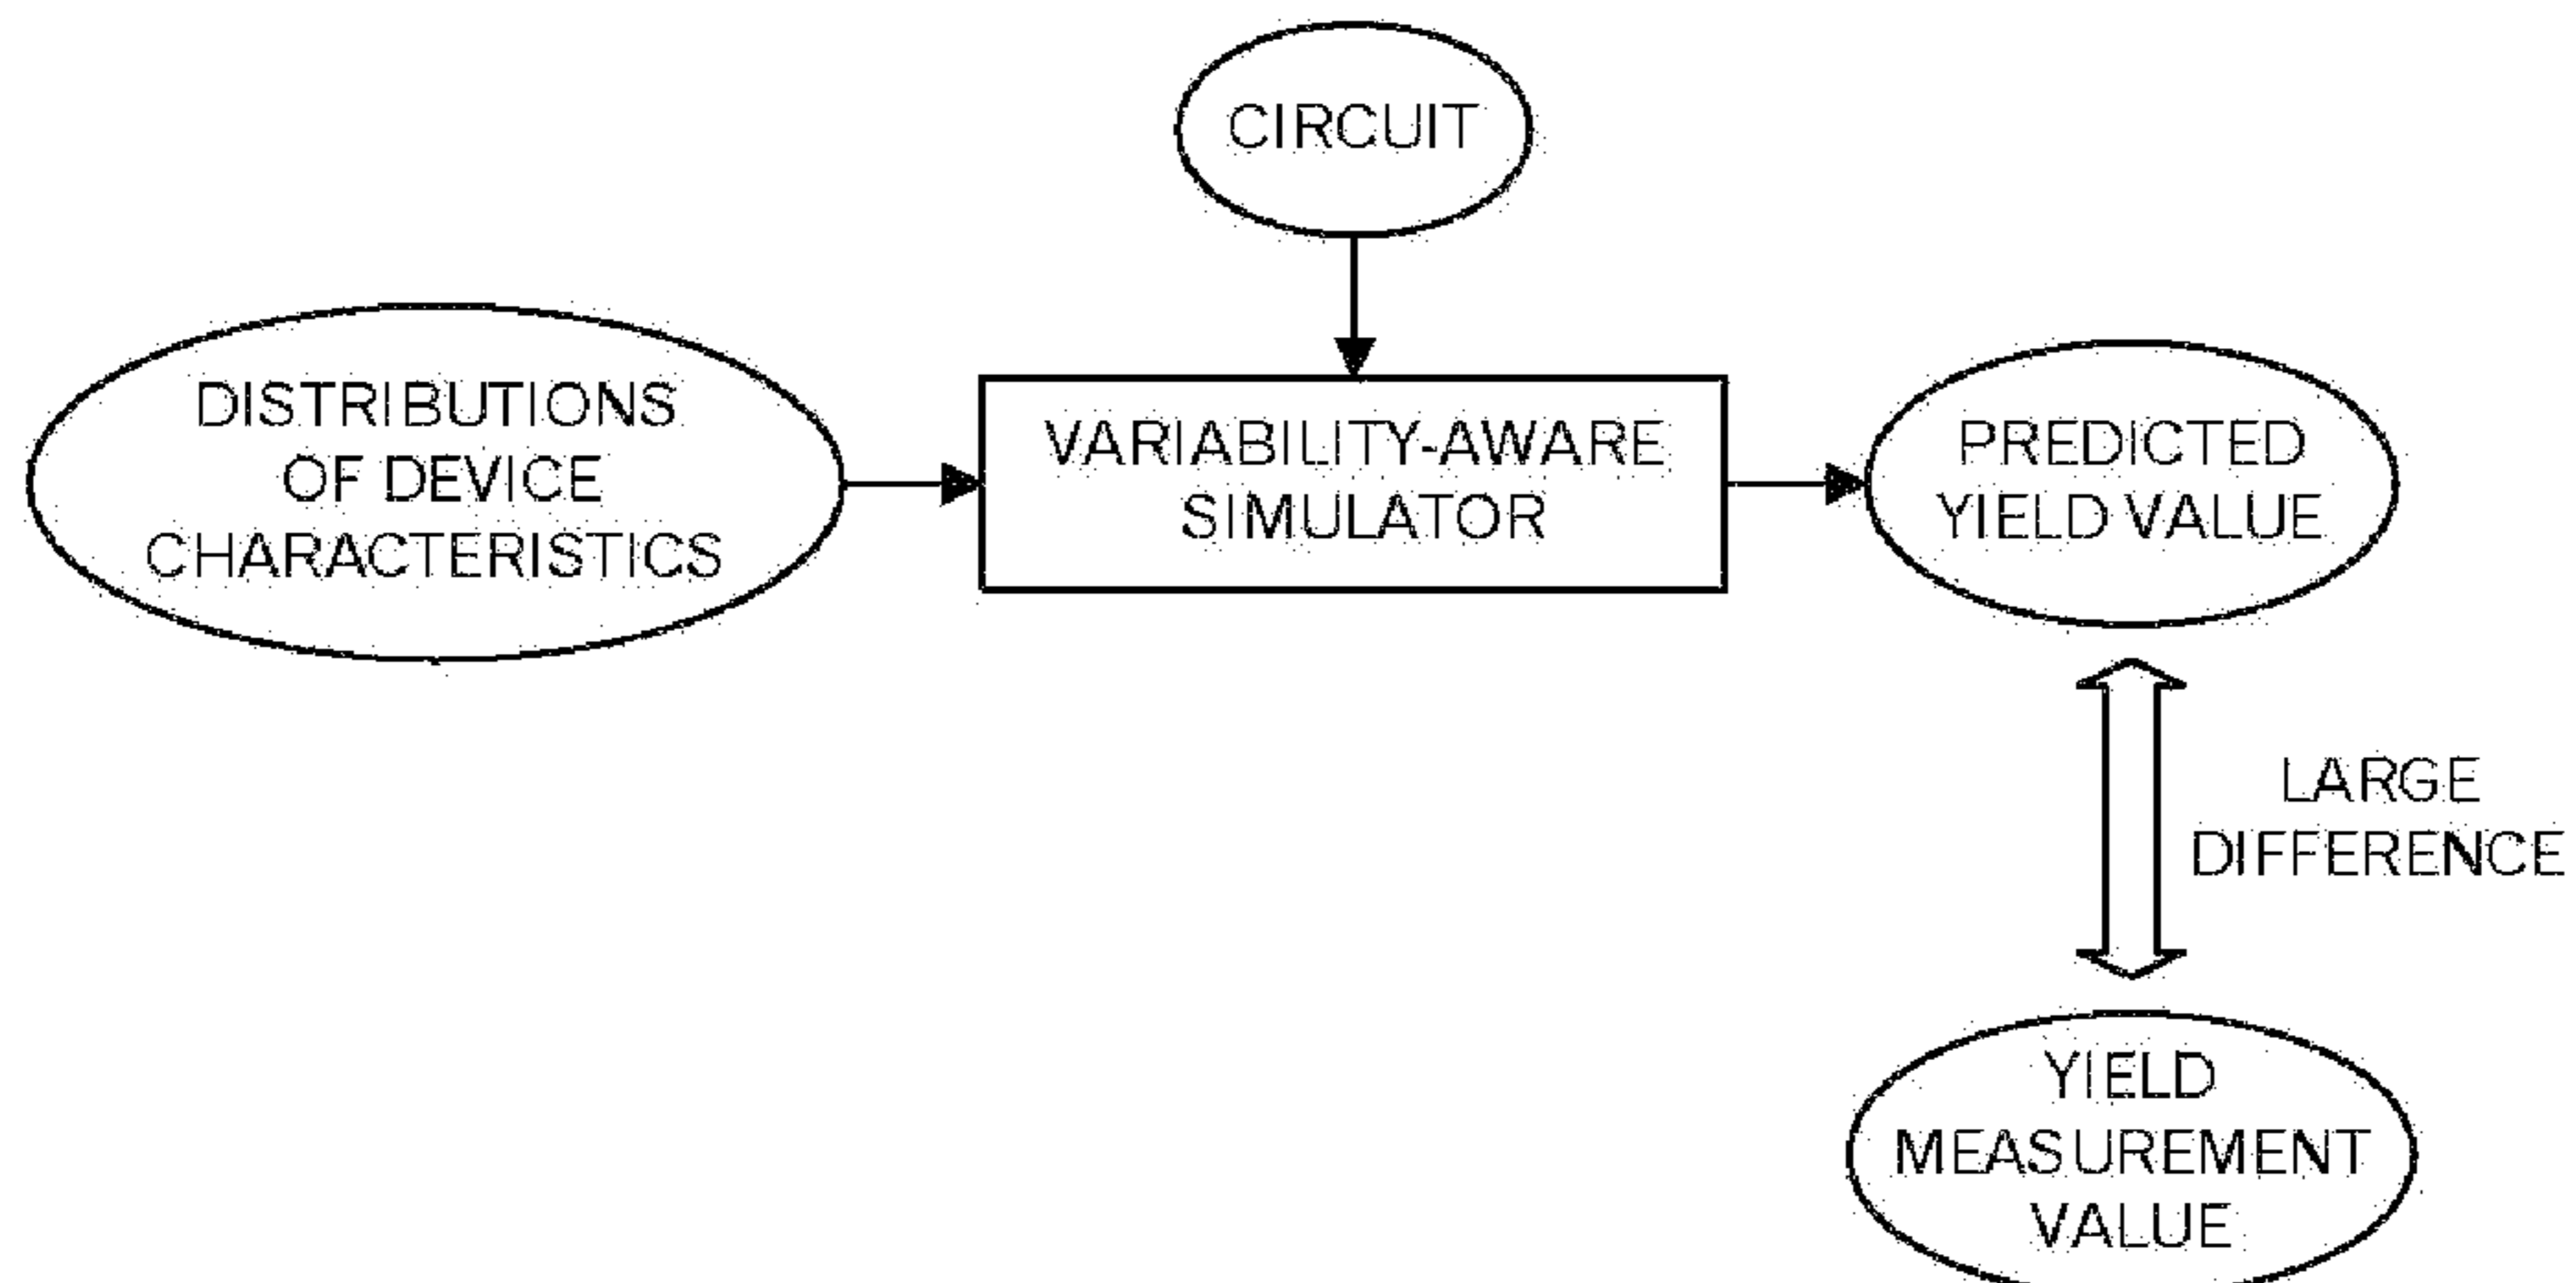 CIRCUIT
DISTRIBUTIONS
OF DEVICE
CHARACTERISTICS
VARIABILITY-AWARE
SIMULATOR
PREDICTED
YIELD VALUE
LARGE
DIFFERENCE
YIELD
MEASUREMENT
VALUE